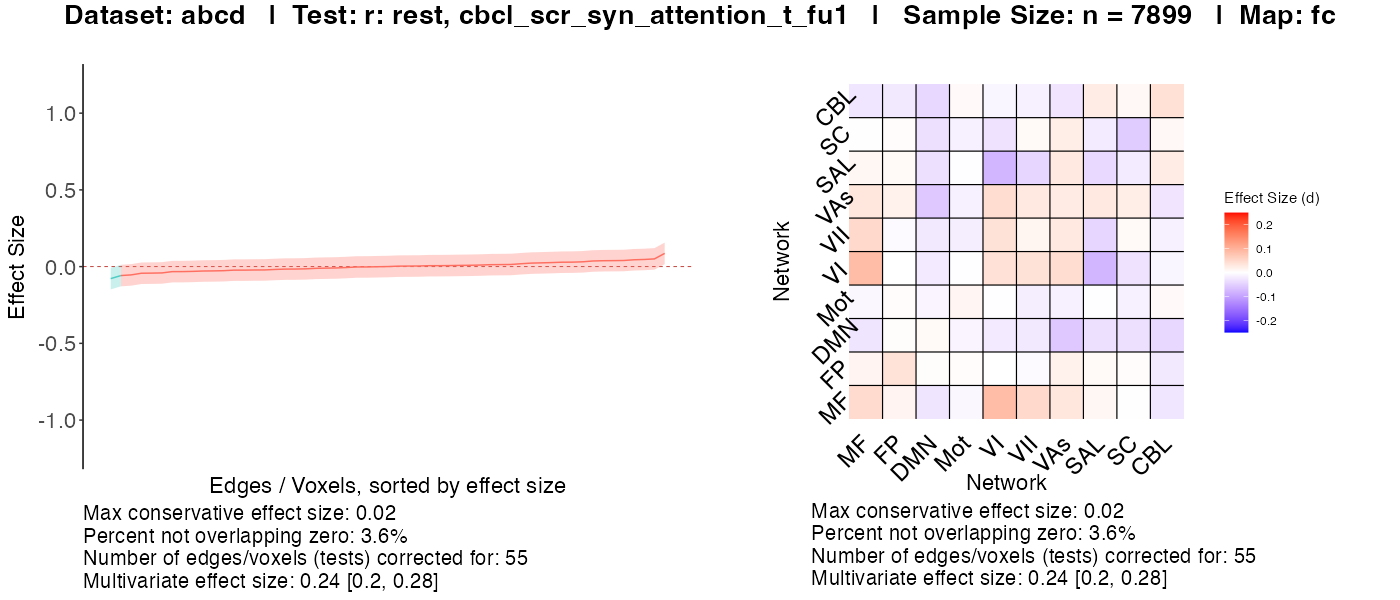 Dataset: abcd | Test: r: rest, cbcl_scr_syn_attention_t_fu1 | Sample Size: n = 7899 | Map: fc
Effect Size
1.0
0.5
0.0
-0.5
-1.0
Edges / Voxels, sorted by effect size
Max conservative effect size: 0.02
Percent not overlapping zero: 3.6%
Number of edges/voxels (tests) corrected for: 55
Multivariate effect size: 0.24 [0.2, 0.28]
Network
CBL
SC
SAL
VAs
VII
VI
Mot
DMN
FP
MF
MF FP DMN Mot VI VII VAs SAL SC CBL
Network
Effect Size (d)
0.2
0.1
0.0
-0.1
-0.2
Max conservative effect size: 0.02
Percent not overlapping zero: 3.6%
Number of edges/voxels (tests) corrected for: 55
Multivariate effect size: 0.24 [0.2, 0.28]